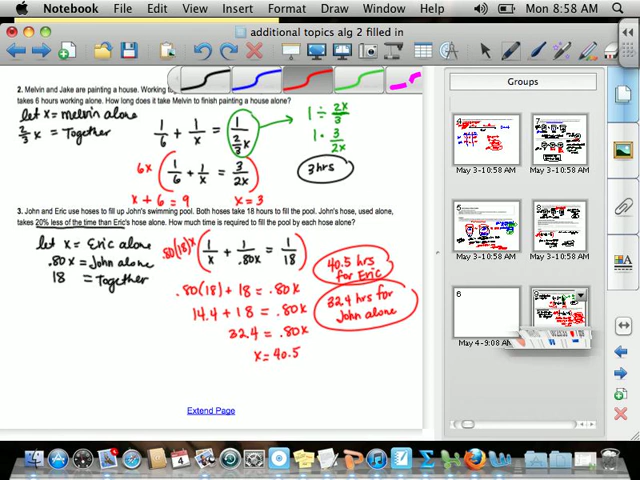 Notebook File Edit View Insert Format Draw Window Help Mon 8:58 AM
additional topics alg 2 filled in
2. Melvin and Jake are painting a house. Working to
takes 6 hours working alone. How long does it take Melvin to finish painting a house alone?
let x= melvin alone
2/3 x = Together
1/6 + 1/x = 1/(2/3 x)
1 ÷ 2x/3
1 · 3/2x
6x (1/6 + 1/x = 3/2x)
3hrs
x + 6 = 9 x = 3
3. John and Eric use hoses to fill up John's swimming pool. Both hoses take 18 hours to fill the pool. John's hose, used alone,
takes 20% less of the time than Eric's hose alone. How much time is required to fill the pool by each hose alone?
let x = Eric alone
.80x = John alone
18 = Together
.80(18)x (1/x + 1/.80x = 1/18)
40.5 hrs
for Eric
.80(18) + 18 = .80x
32.4 hrs for
John alone
14.4 + 18 = .80x
32.4 = .80x
x = 40.5
Extend Page
Groups
4
7
May 3-10:58 AM
May 3-10:58 AM
5
8
May 3-10:58 AM
May 3-10:58 AM
6
May 4-9:08 AM